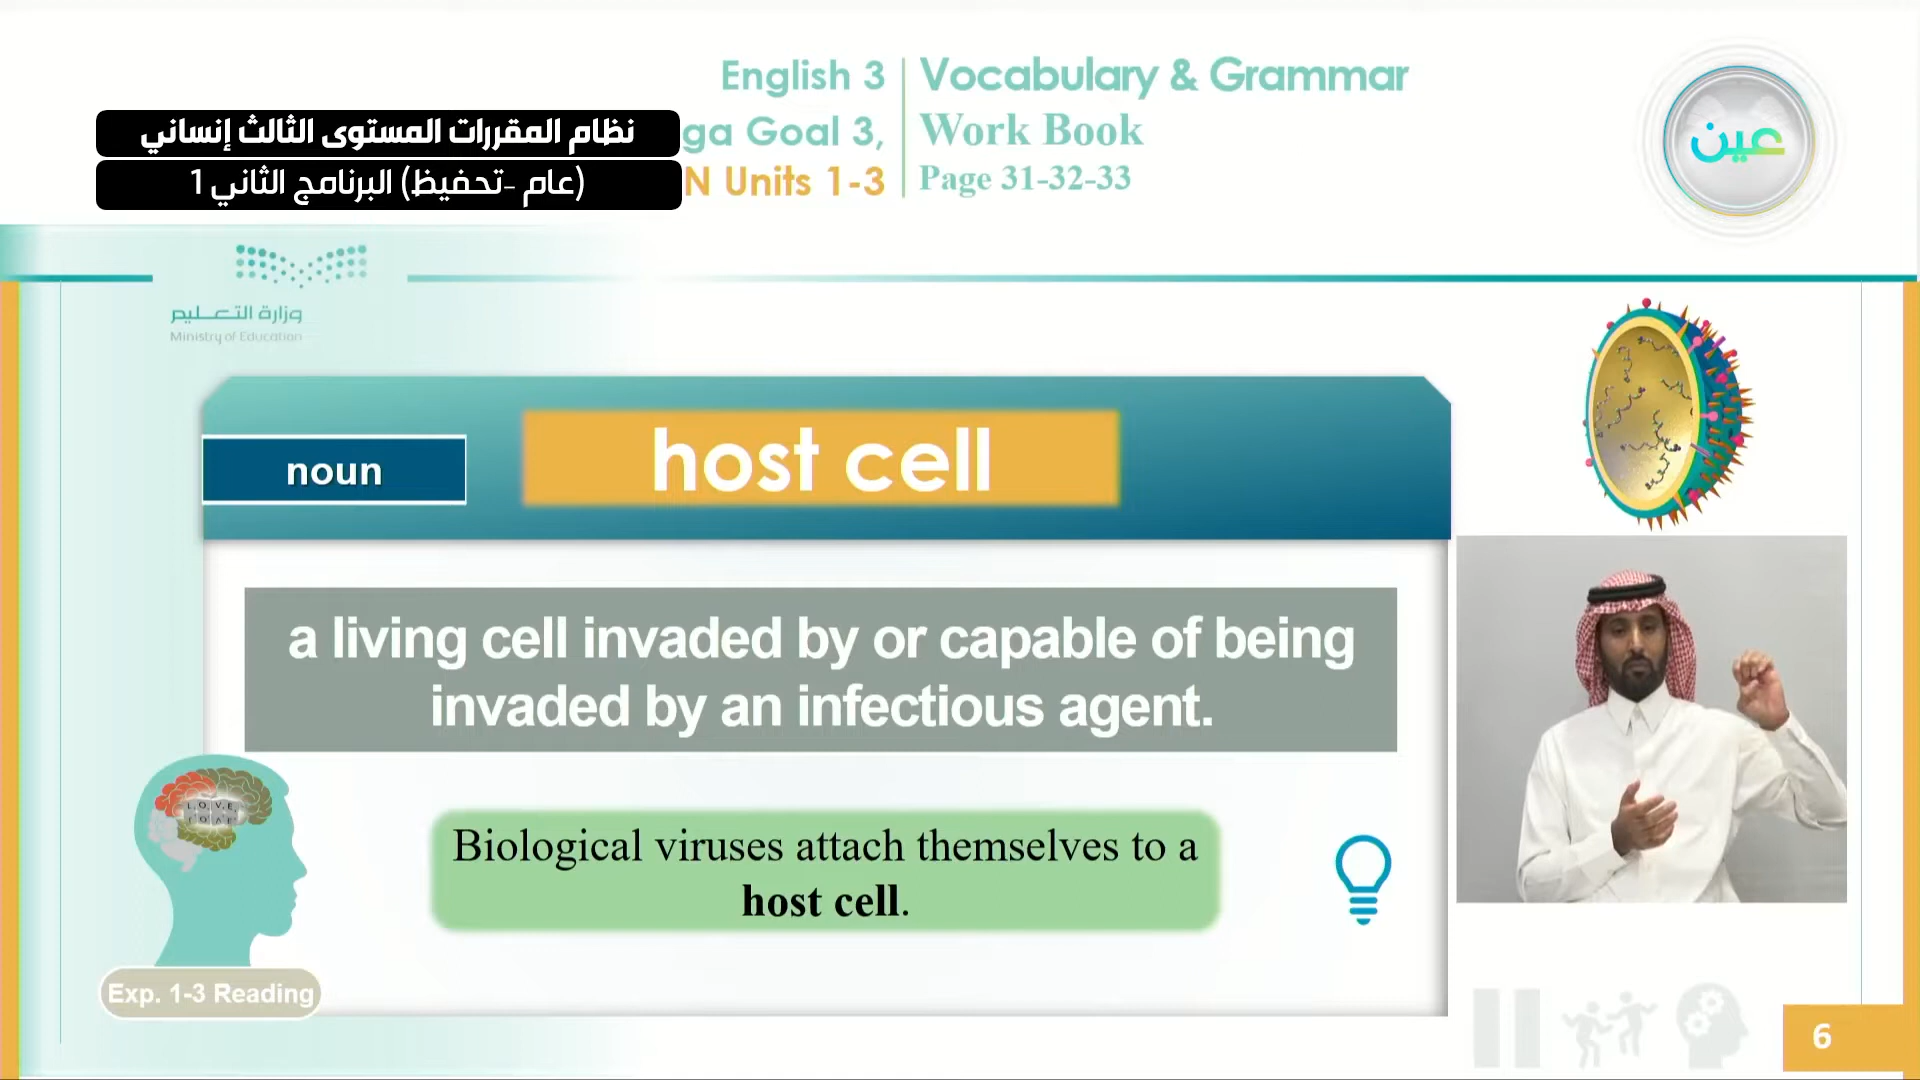 English 3
Vocabulary & Grammar
نظام المقررات المستوى الثالث إنساني
ga Goal 3,
Work Book
(عام -تحفيظ) البرنامج الثاني 1
N Units 1-3
Page 31-32-33
عين
وزارة التعليم
Ministry of Education
noun
host cell
a living cell invaded by or capable of being
invaded by an infectious agent.
L.O.V.E.
Biological viruses attach themselves to a
host cell.
Exp. 1-3 Reading
6